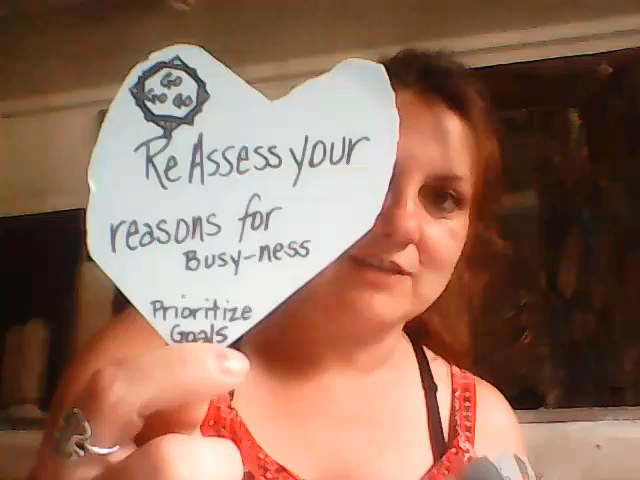 Go
Go Go
ReAssess your
reasons for
Busy-ness
Prioritize
Goals